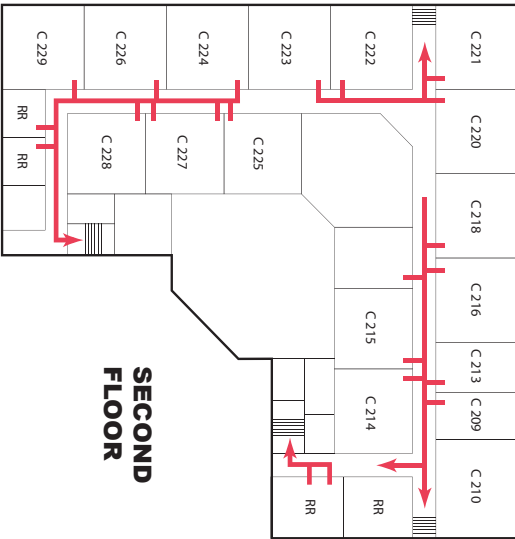 C 221
C 220
C 218
C 216
C 213
C 209
C 210
C 222
C 215
C 214
RR
C 223
RR
C 225
C 224
C 227
C 226
C 228
C 229
RR
RR
SECOND
FLOOR